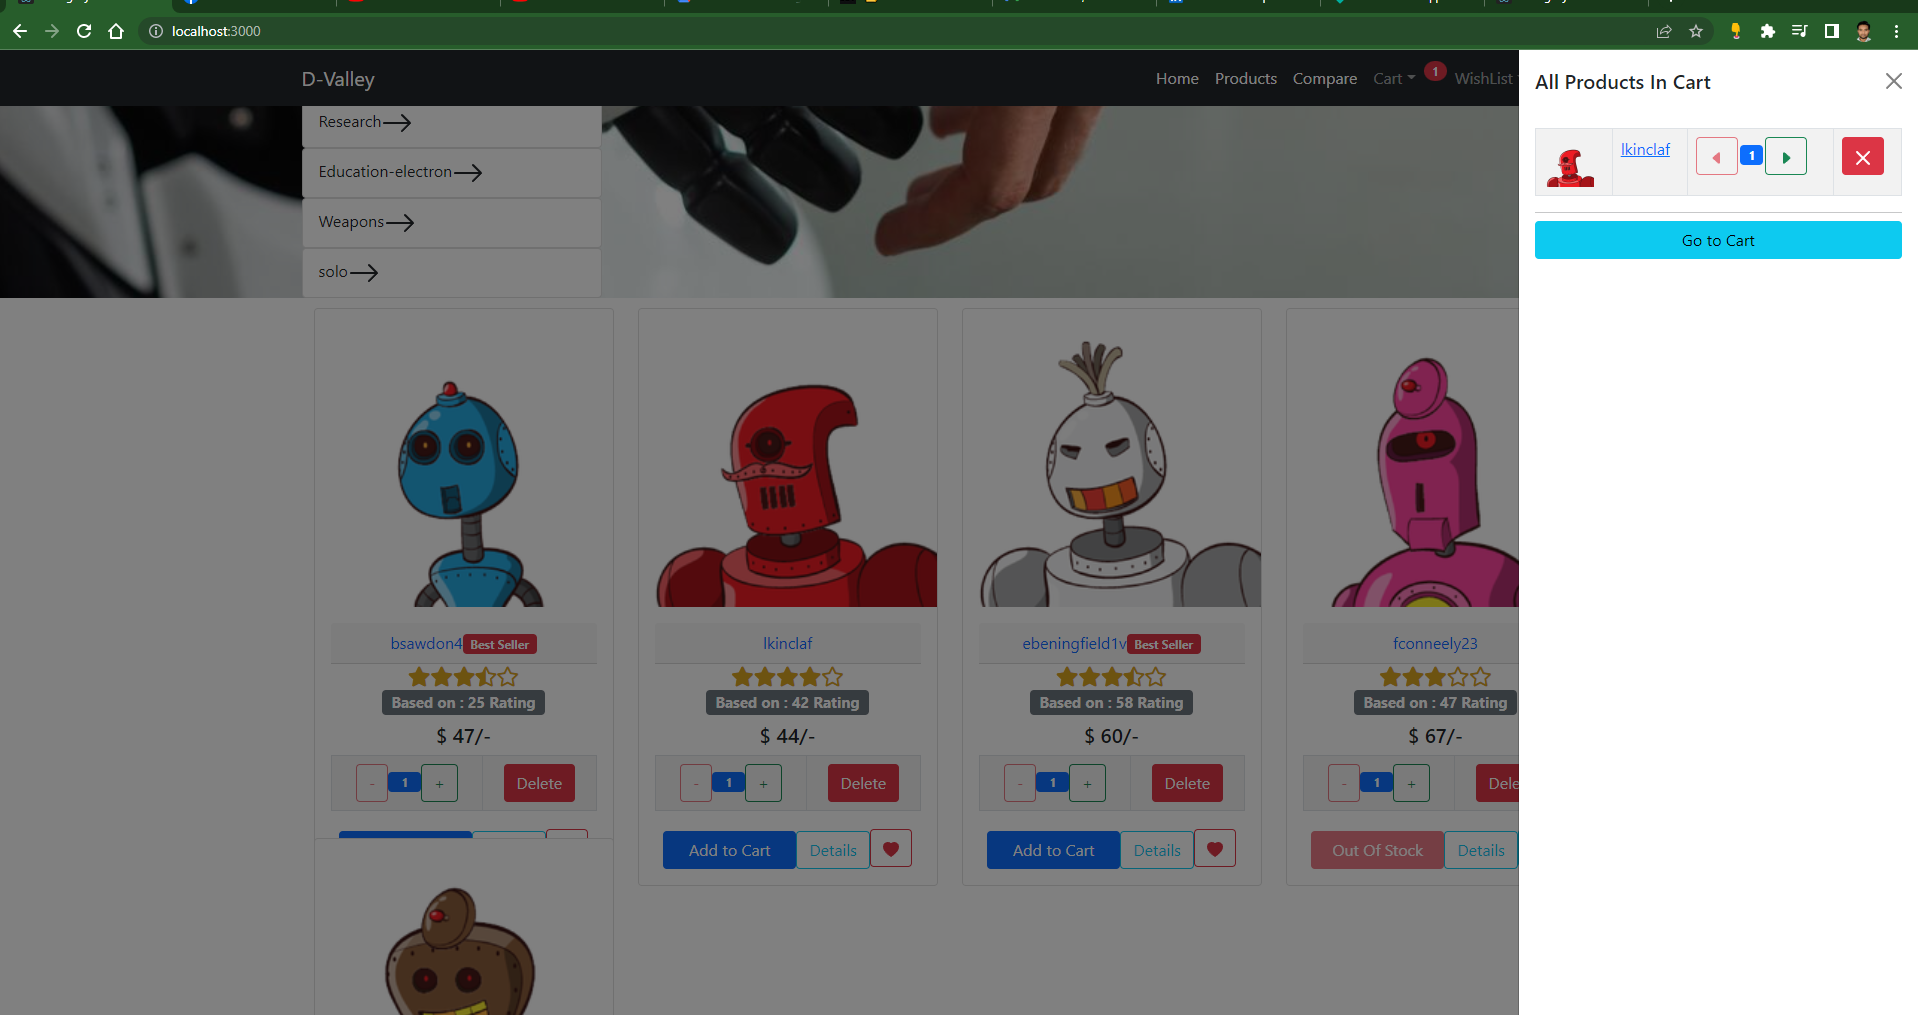 localhost:3000
D-Valley
Home Products Compare Cart 1 WishList
All Products In Cart
lkinclaf 1
Go to Cart
Research
Education-electron
Weapons
solo
bsawdon4 Best Seller
Based on : 25 Rating
$ 47/-
- 1 + Delete
lkinclaf
Based on : 42 Rating
$ 44/-
- 1 + Delete
Add to Cart Details
ebeningfield1v Best Seller
Based on : 58 Rating
$ 60/-
- 1 + Delete
Add to Cart Details
fconneely23
Based on : 47 Rating
$ 67/-
- 1 + Dele
Out Of Stock Details